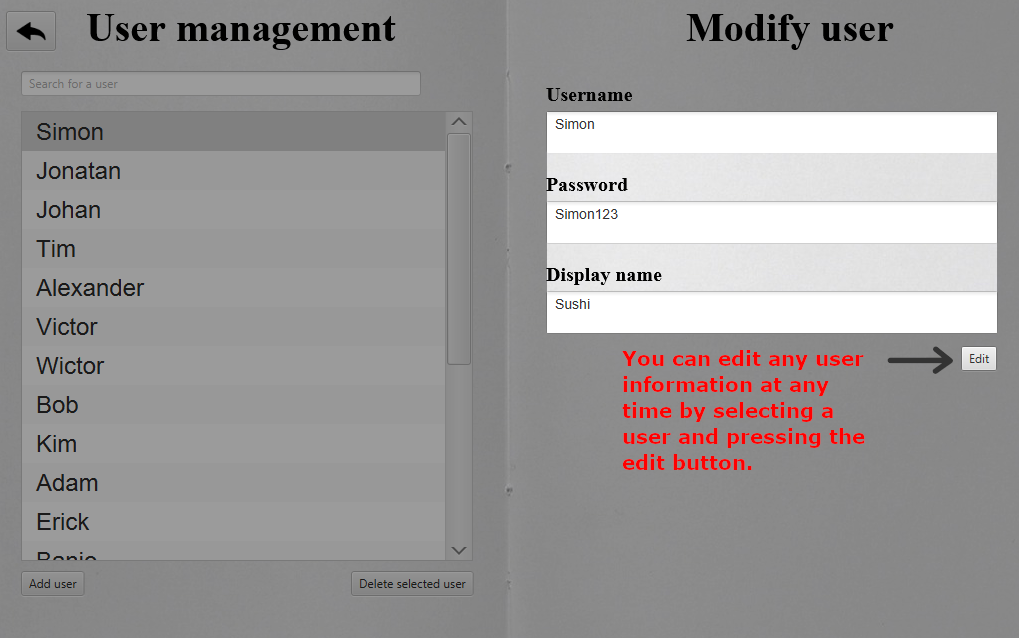 User management
Search for a user
Simon
Jonatan
Johan
Tim
Alexander
Victor
Wictor
Bob
Kim
Adam
Erick
Add user
Delete selected user
Modify user
Username
Simon
Password
Simon123
Display name
Sushi
Edit
You can edit any user
information at any
time by selecting a
user and pressing the
edit button.